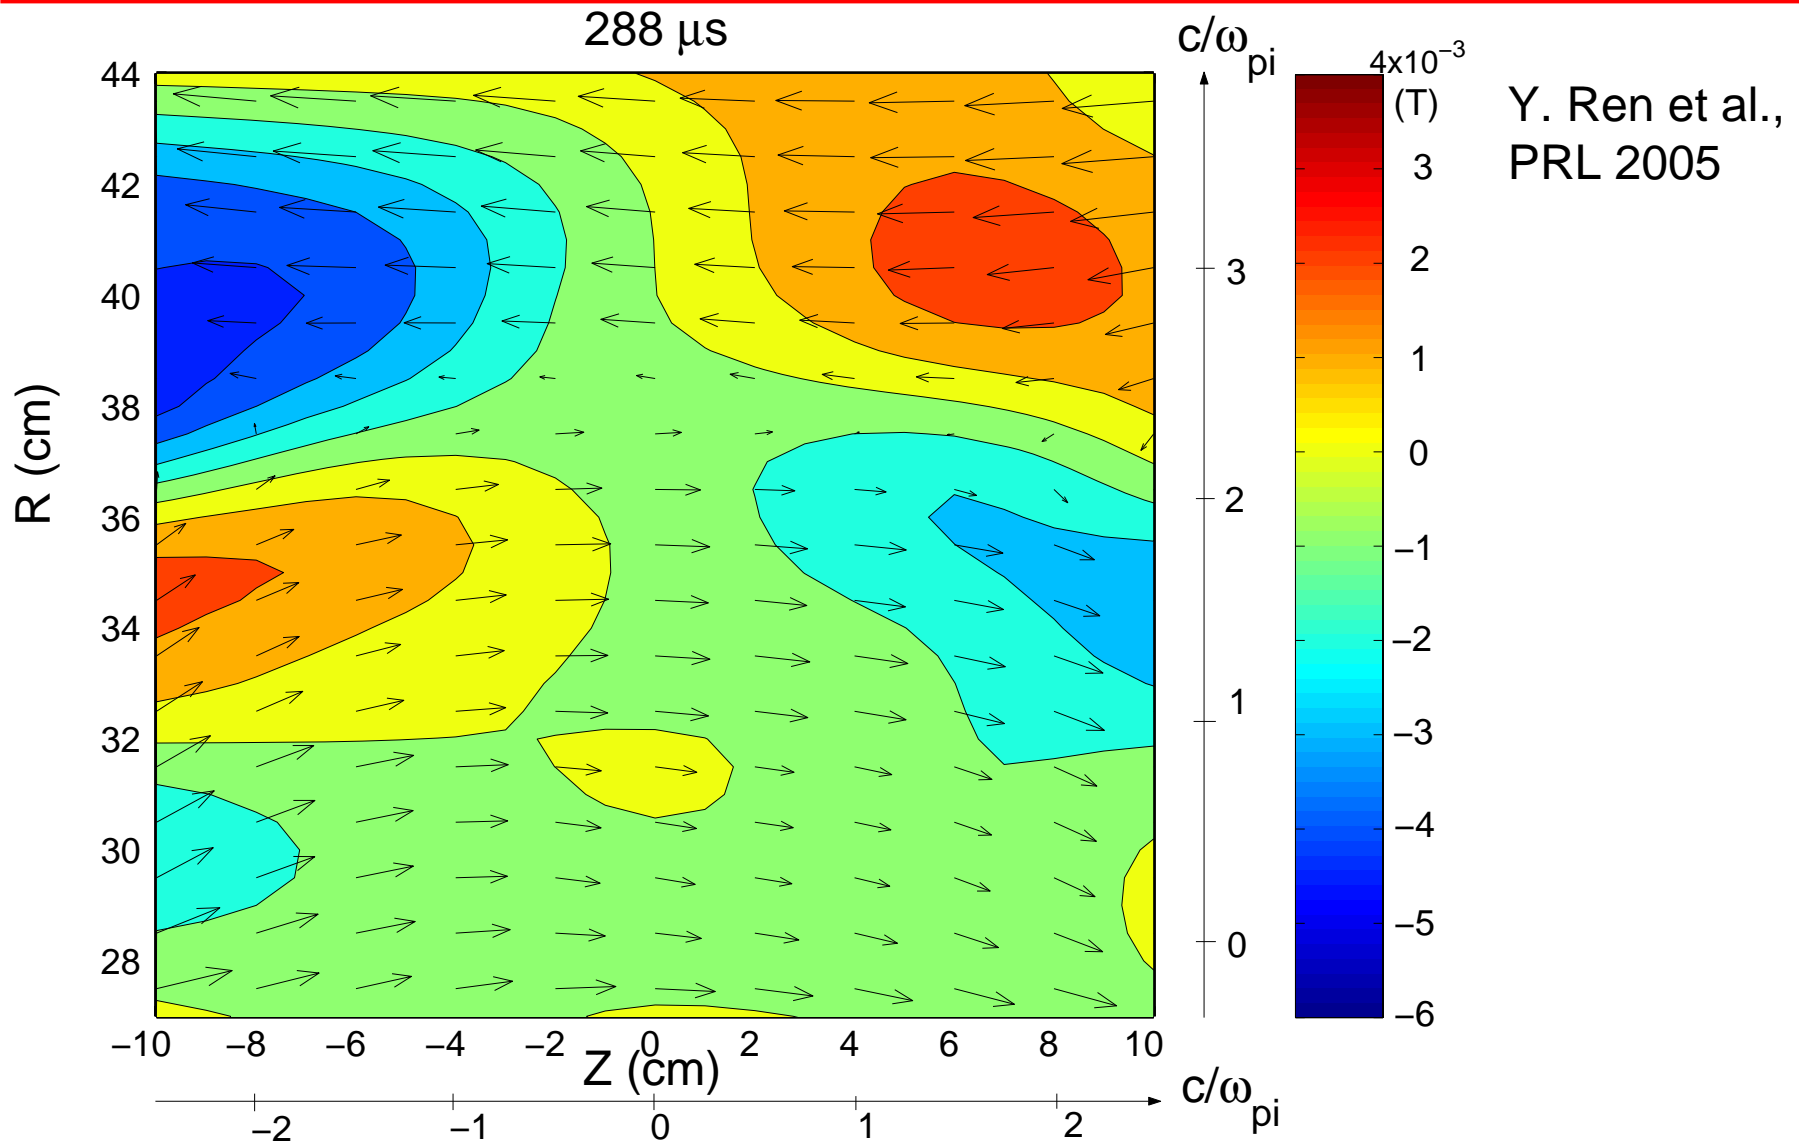 288 μs
c/ωpi
4x10−3
(T)
Y. Ren et al.,
PRL 2005
R (cm)
44
42
40
38
36
34
32
30
28
3
2
1
0
3
2
1
0
−1
−2
−3
−4
−5
−6
−10 −8 −6 −4 −2 0 2 4 6 8 10
Z (cm)
c/ωpi
−2 −1 0 1 2